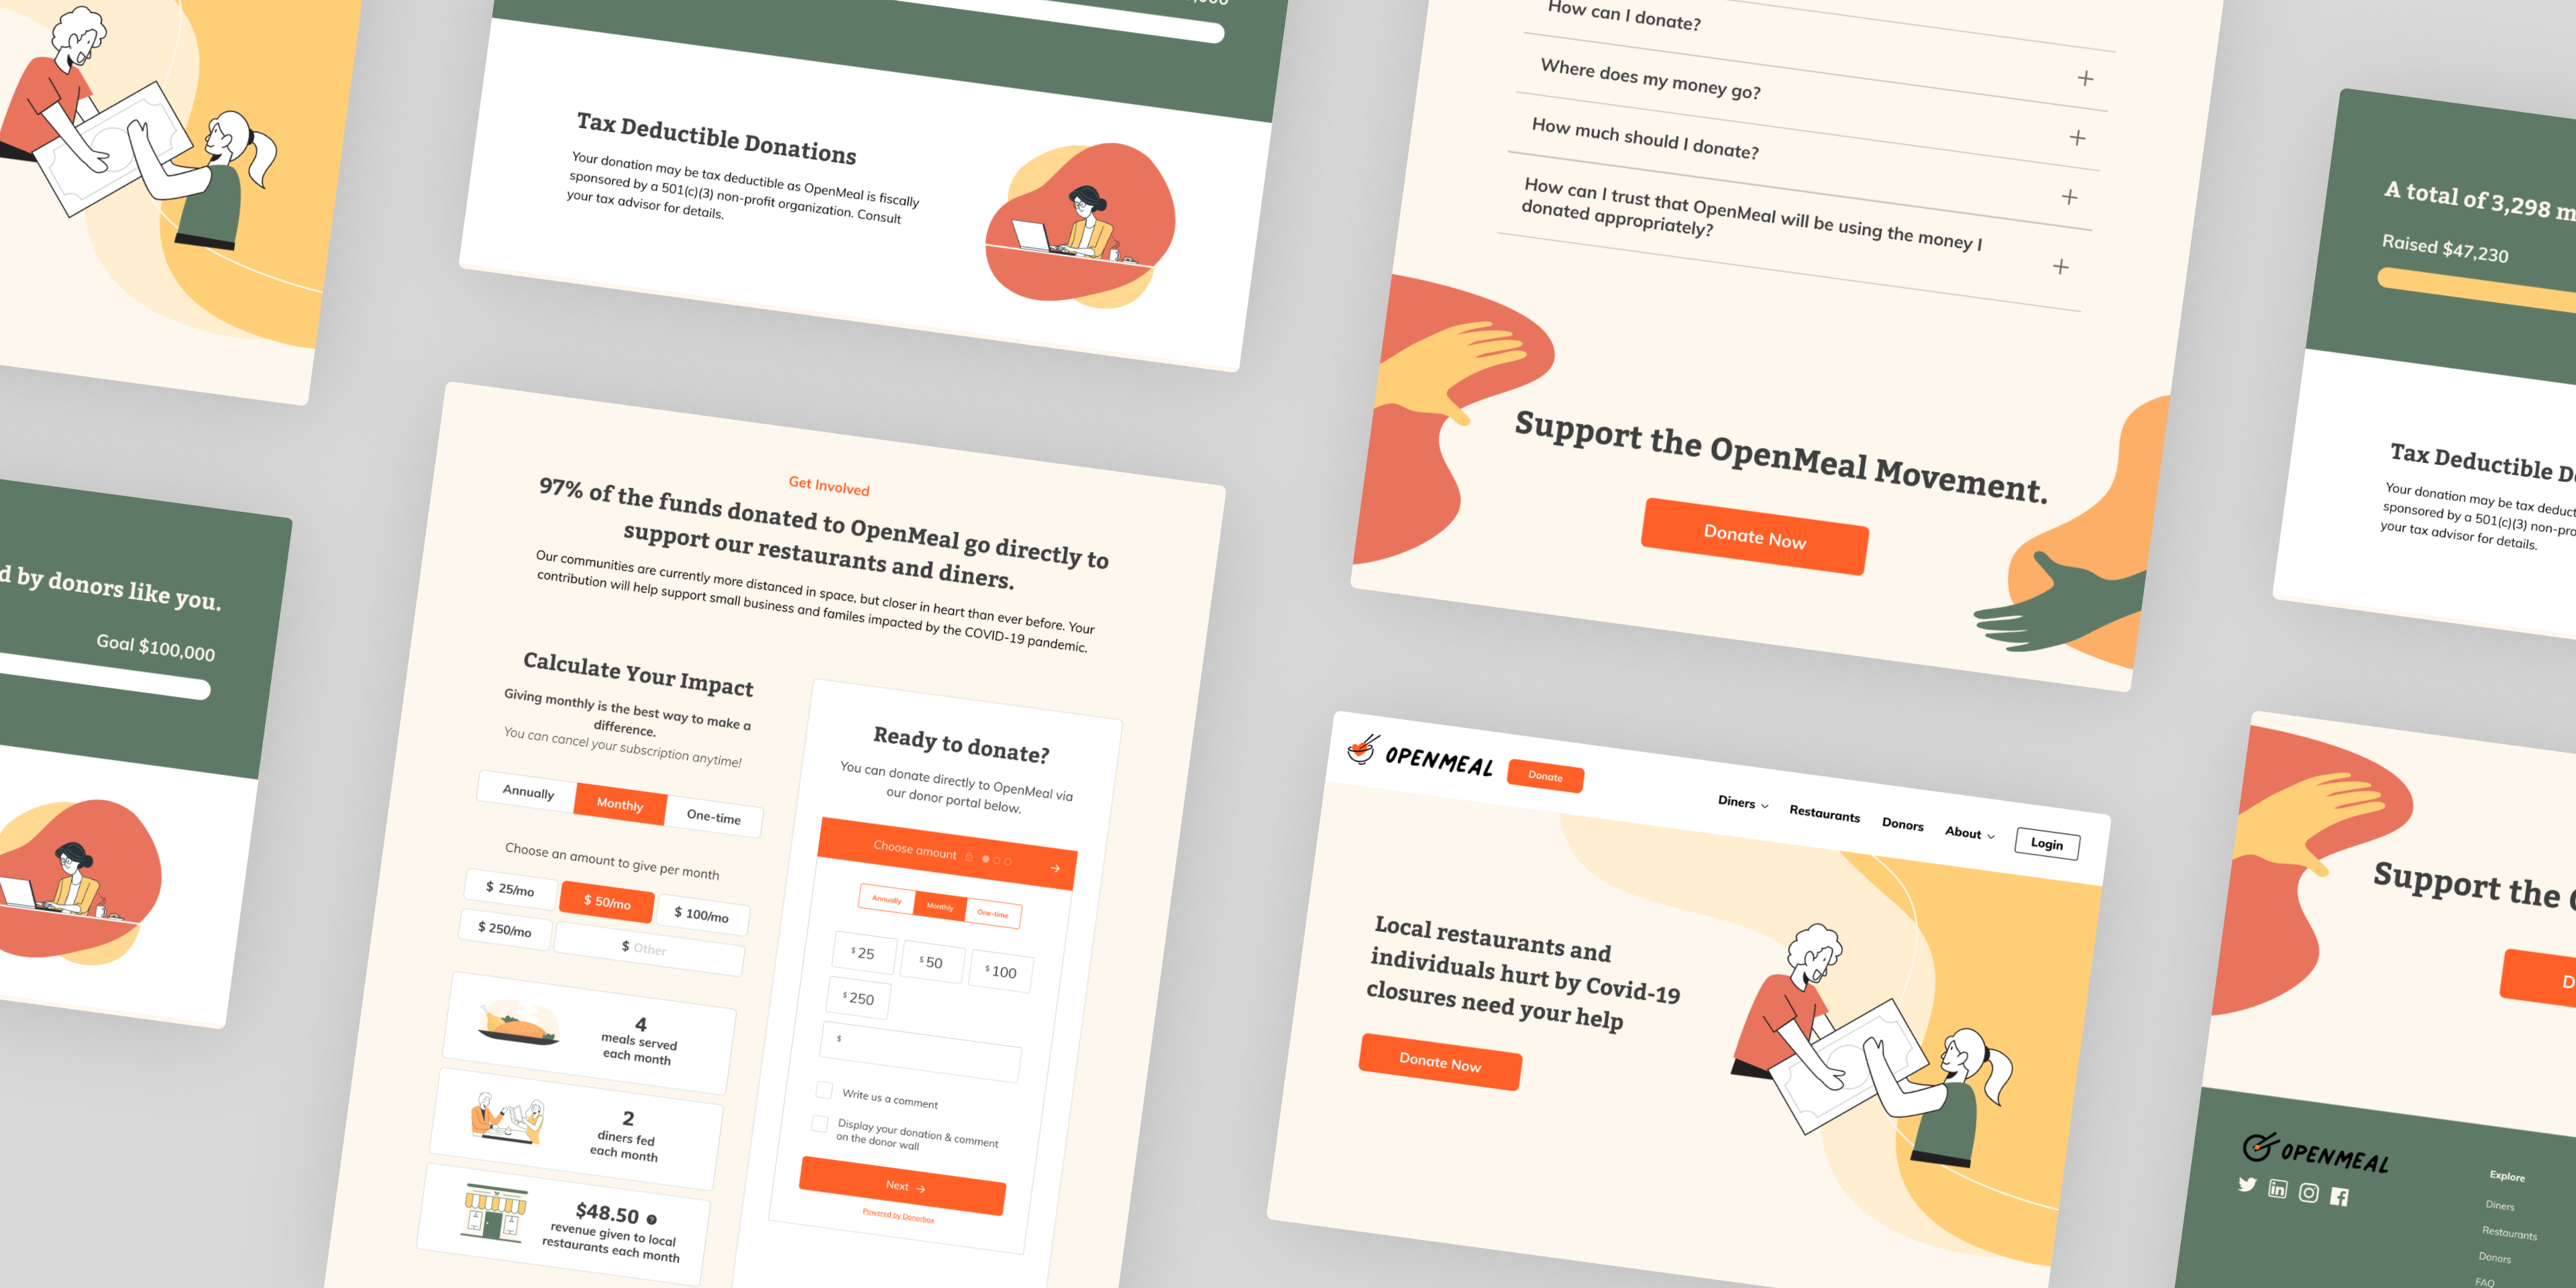 Tax Deductible Donations
Your donation may be tax deductible as OpenMeal is fiscally
sponsored by a 501(c)(3) non-profit organization. Consult
your tax advisor for details.
d by donors like you.
Goal $100,000
Get Involved
97% of the funds donated to OpenMeal go directly to
support our restaurants and diners.
Our communities are currently more distanced in space, but closer in heart than ever before. Your
contribution will help support small business and familes impacted by the COVID-19 pandemic.
Calculate Your Impact
Giving monthly is the best way to make a
difference.
You can cancel your subscription anytime!
Annually Monthly One-time
Choose an amount to give per month
$ 25/mo $ 50/mo $ 100/mo
$ 250/mo $ Other
4
meals served
each month
2
diners fed
each month
$48.50 ?
revenue given to local
restaurants each month
Ready to donate?
You can donate directly to OpenMeal via
our donor portal below.
Choose amount
Annually Monthly One-time
$ 25 $ 50 $ 100
$ 250
$
Write us a comment
Display your donation & comment
on the donor wall
Next →
Powered by Donorbox
How can I donate?
Where does my money go? +
How much should I donate? +
How can I trust that OpenMeal will be using the money I +
donated appropriately? +
Support the OpenMeal Movement.
Donate Now
OPENMEAL Donate Diners Restaurants Donors About Login
Local restaurants and
individuals hurt by Covid-19
closures need your help
Donate Now
A total of 3,298 m
Raised $47,230
Tax Deductible D
Your donation may be tax deduct
sponsored by a 501(c)(3) non-pro
your tax advisor for details.
Support the
D
OPENMEAL
Explore
Diners
Restaurants
Donors
FAQ